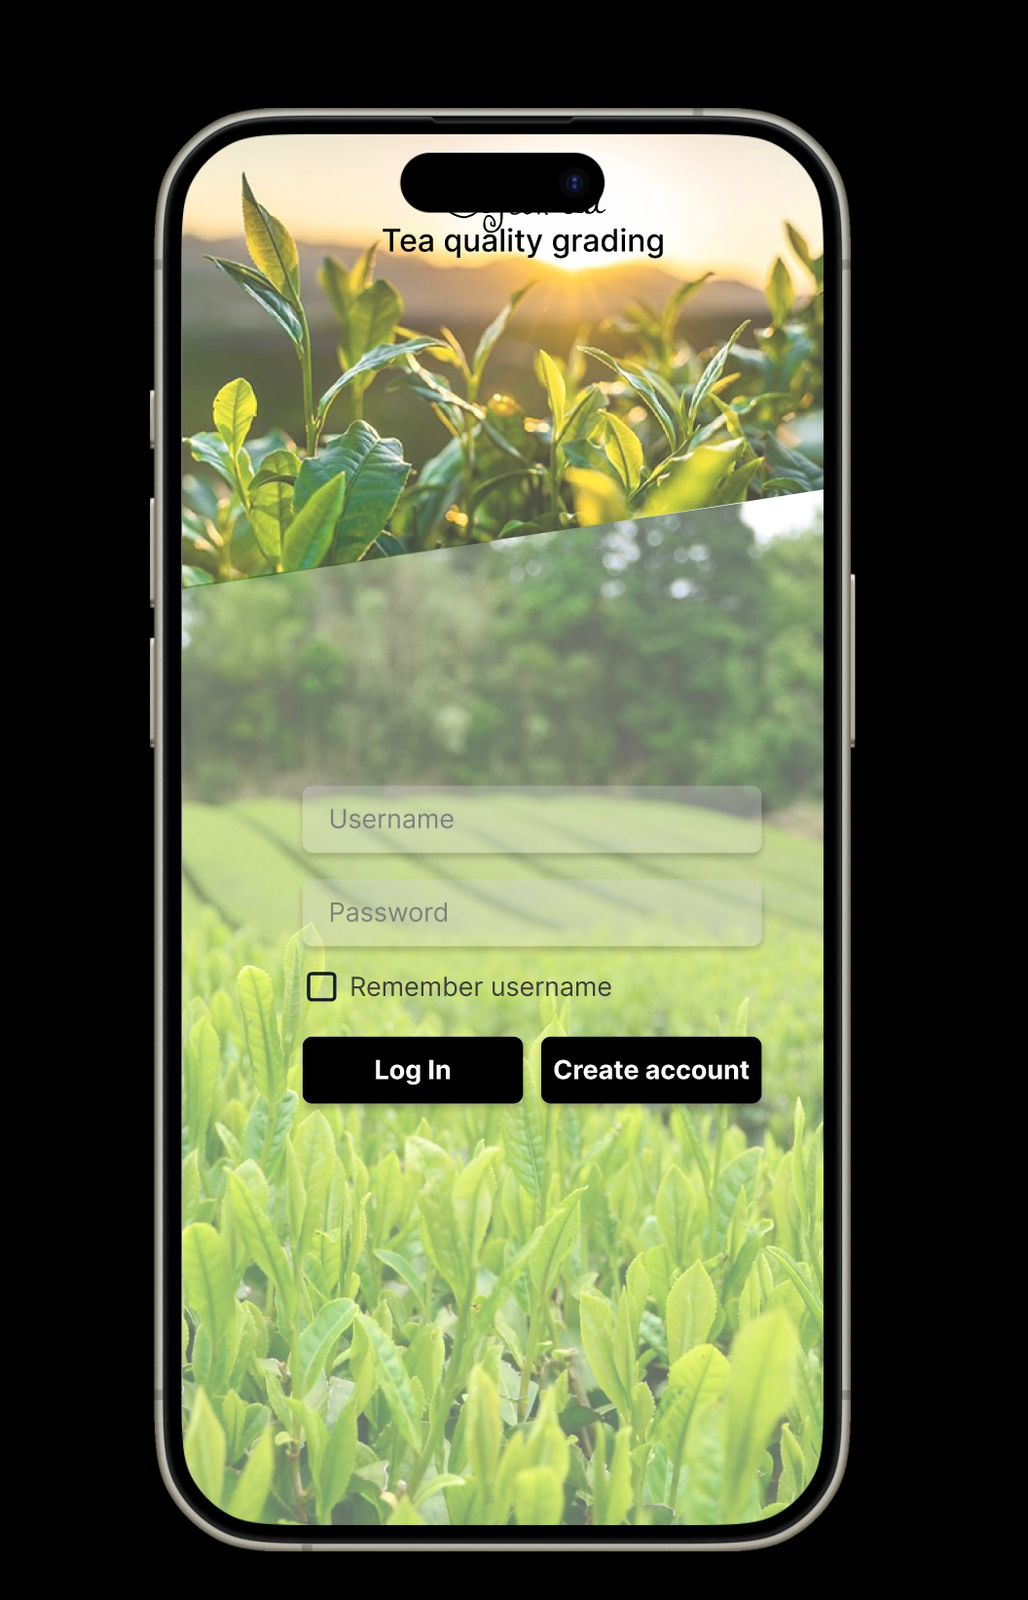 Tea quality grading
Username
Password
Remember username
Log In
Create account